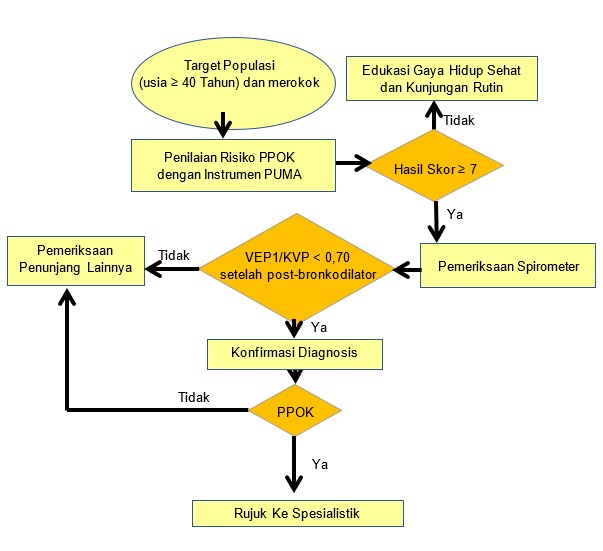 Target Populasi
(usia ≥ 40 Tahun) dan merokok
Edukasi Gaya Hidup Sehat
dan Kunjungan Rutin
Tidak
Penilaian Risiko PPOK
dengan Instrumen PUMA
Hasil Skor ≥ 7
Ya
Pemeriksaan Spirometer
VEP1/KVP < 0,70
setelah post-bronkodilator
Tidak
Pemeriksaan
Penunjang Lainnya
Ya
Konfirmasi Diagnosis
PPOK
Tidak
Ya
Rujuk Ke Spesialistik